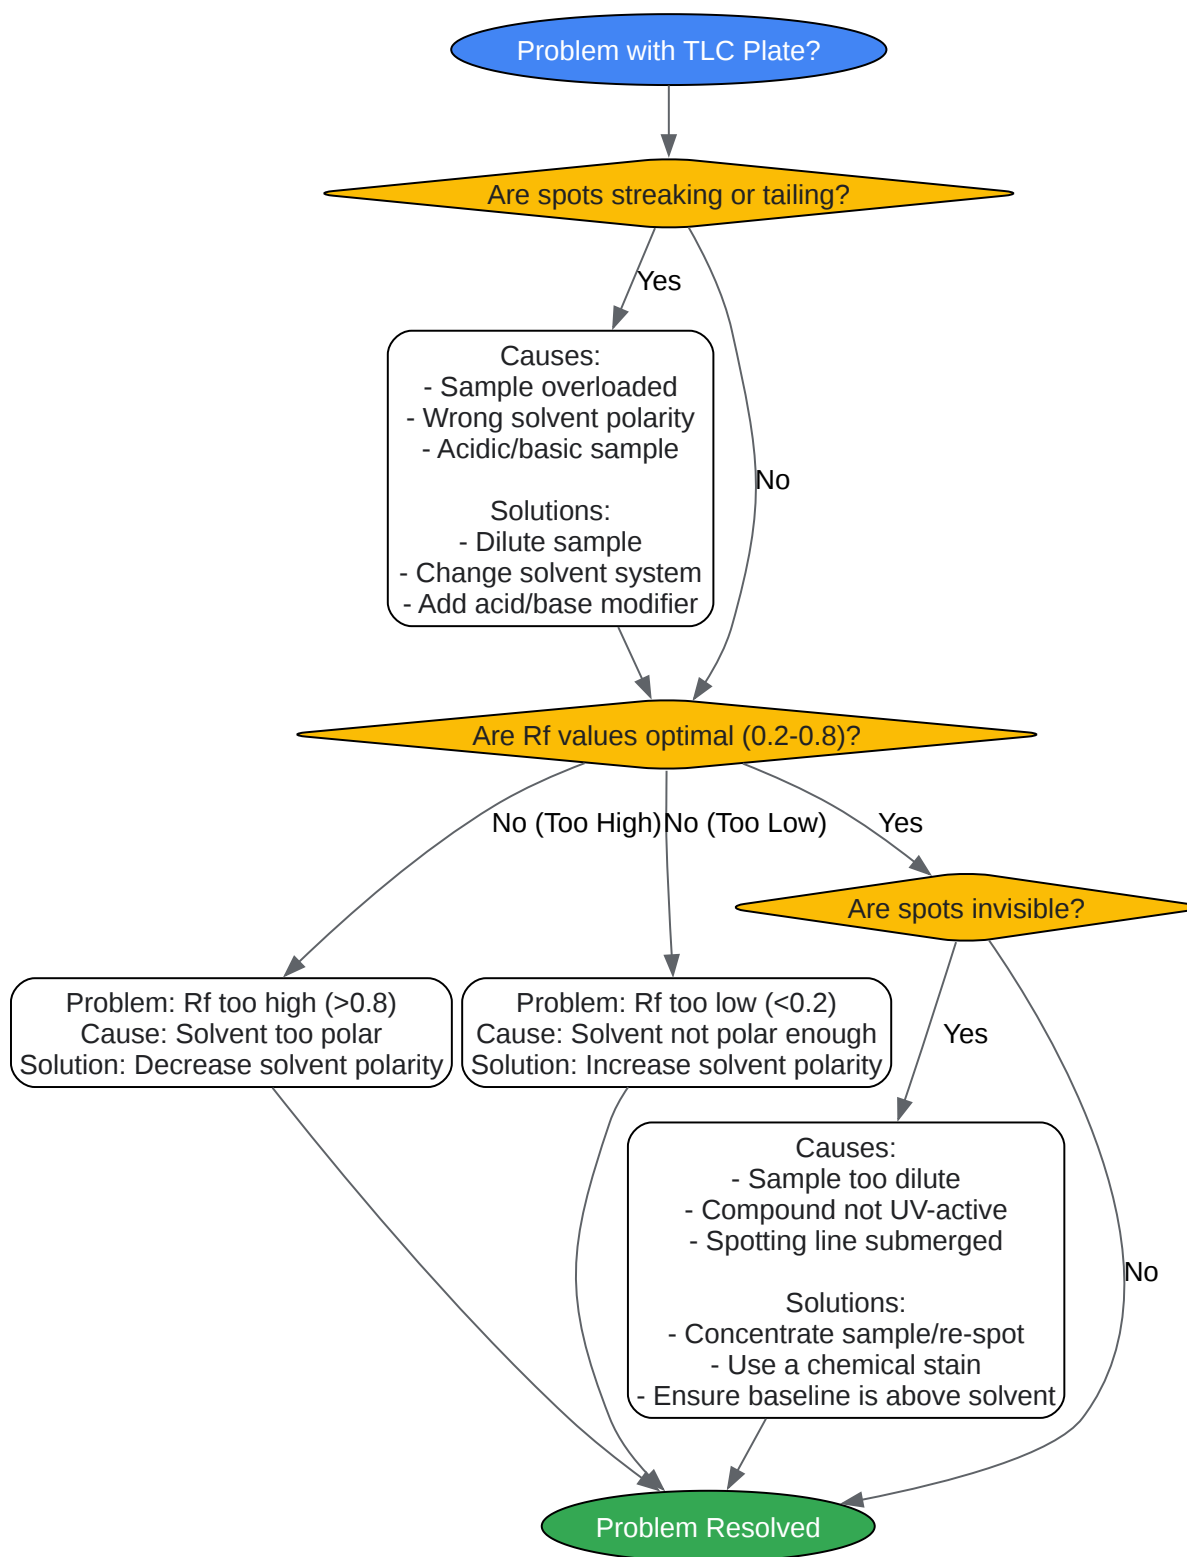 Problem with TLC Plate?
Are spots streaking or tailing?
Yes
Causes:
- Sample overloaded
- Wrong solvent polarity
- Acidic/basic sample
Solutions:
- Dilute sample
- Change solvent system
- Add acid/base modifier
No
Are Rf values optimal (0.2-0.8)?
No (Too High)
No (Too Low)
Yes
Are spots invisible?
Problem: Rf too high (>0.8)
Cause: Solvent too polar
Solution: Decrease solvent polarity
Problem: Rf too low (<0.2)
Cause: Solvent not polar enough
Solution: Increase solvent polarity
Yes
Causes:
- Sample too dilute
- Compound not UV-active
- Spotting line submerged
Solutions:
- Concentrate sample/re-spot
- Use a chemical stain
- Ensure baseline is above solvent
No
Problem Resolved